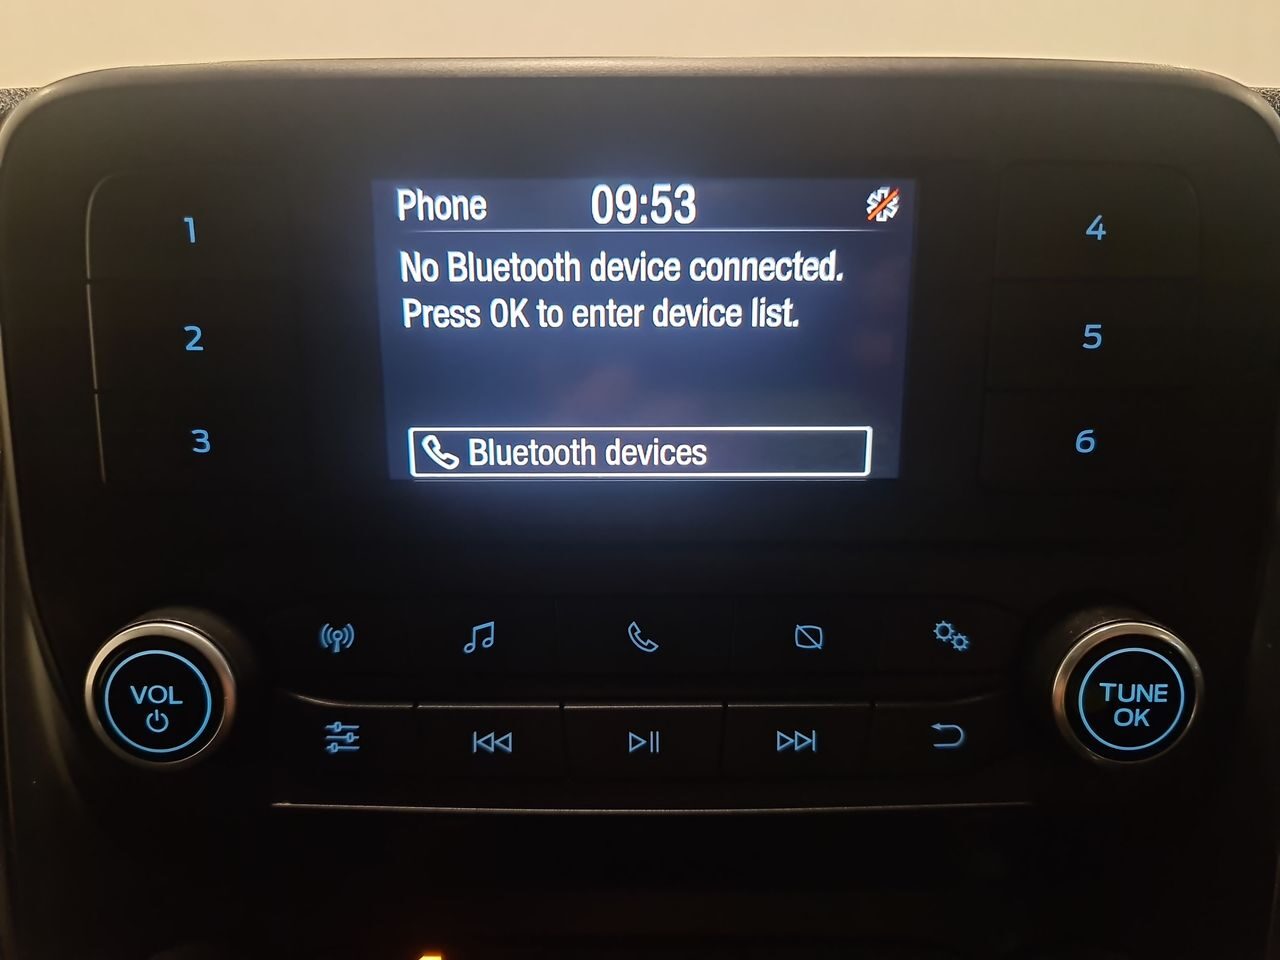 Phone 09:53
No Bluetooth device connected.
Press OK to enter device list.
Bluetooth devices
1
2
3
4
5
6
VOL
TUNE
OK